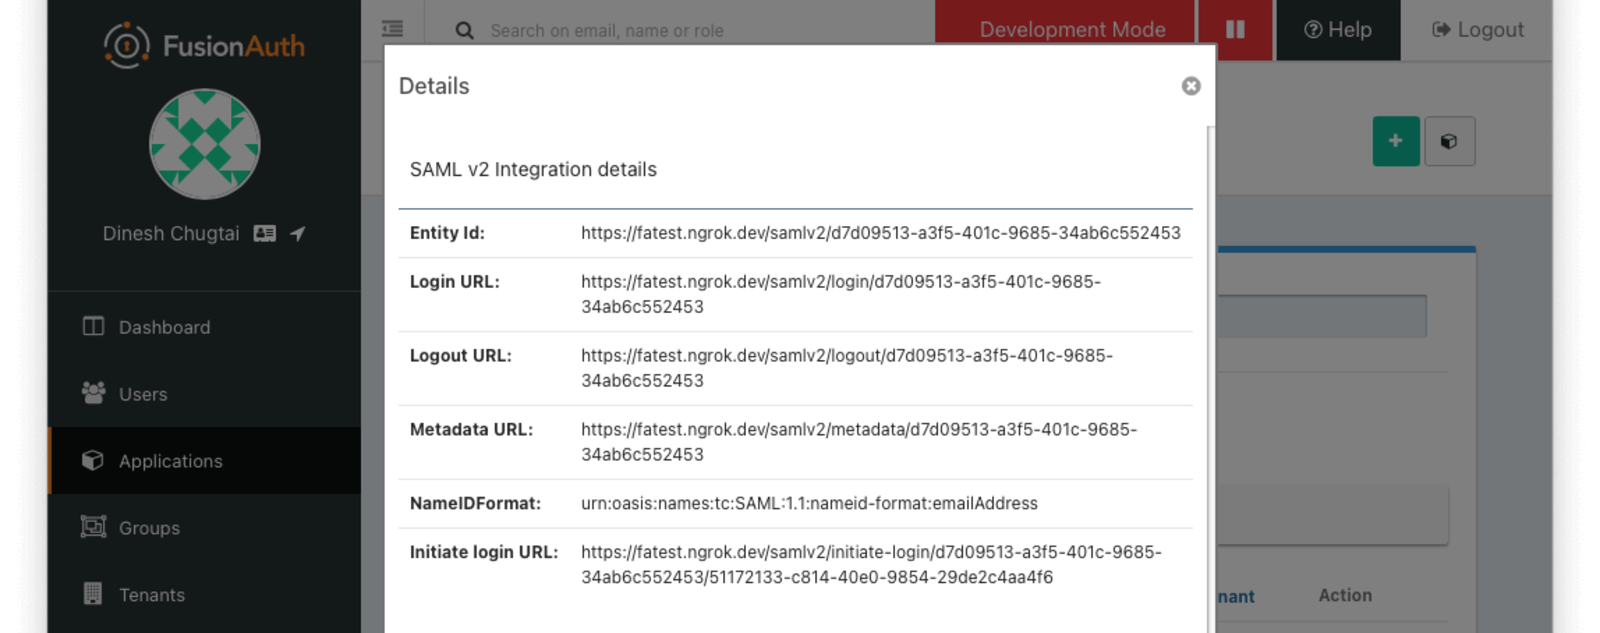 FusionAuth
Search on email, name or role
Development Mode
Help
Logout
Dinesh Chugtai
Dashboard
Users
Applications
Groups
Tenants
Details
SAML v2 Integration details
Entity Id: https://fatest.ngrok.dev/samlv2/d7d09513-a3f5-401c-9685-34ab6c552453
Login URL: https://fatest.ngrok.dev/samlv2/login/d7d09513-a3f5-401c-9685-
34ab6c552453
Logout URL: https://fatest.ngrok.dev/samlv2/logout/d7d09513-a3f5-401c-9685-
34ab6c552453
Metadata URL: https://fatest.ngrok.dev/samlv2/metadata/d7d09513-a3f5-401c-9685-
34ab6c552453
NameIDFormat: urn:oasis:names:tc:SAML:1.1:nameid-format:emailAddress
Initiate login URL: https://fatest.ngrok.dev/samlv2/initiate-login/d7d09513-a3f5-401c-9685-
34ab6c552453/51172133-c814-40e0-9854-29de2c4aa4f6
nant
Action